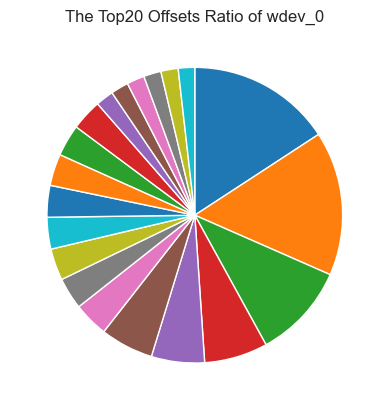 The Top20 Offsets Ratio of wdev_0